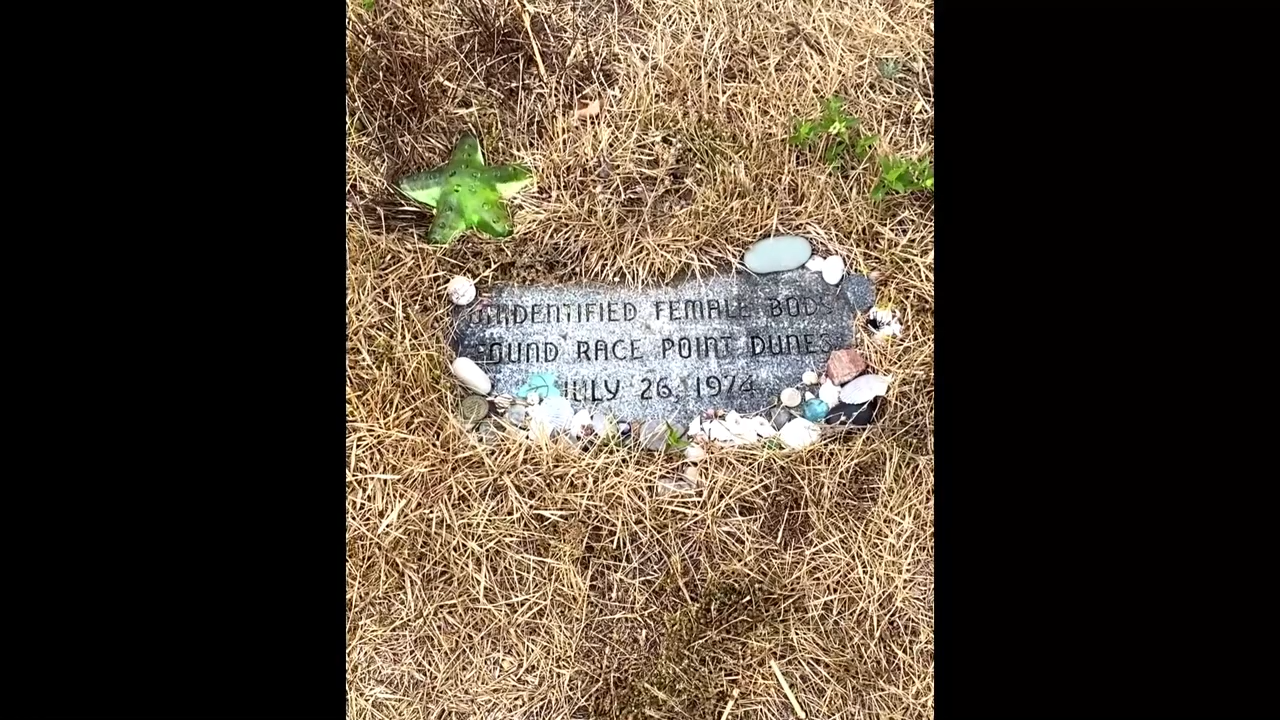 UNIDENTIFIED FEMALE BODY
FOUND RACE POINT DUNES
JULY 26, 1974